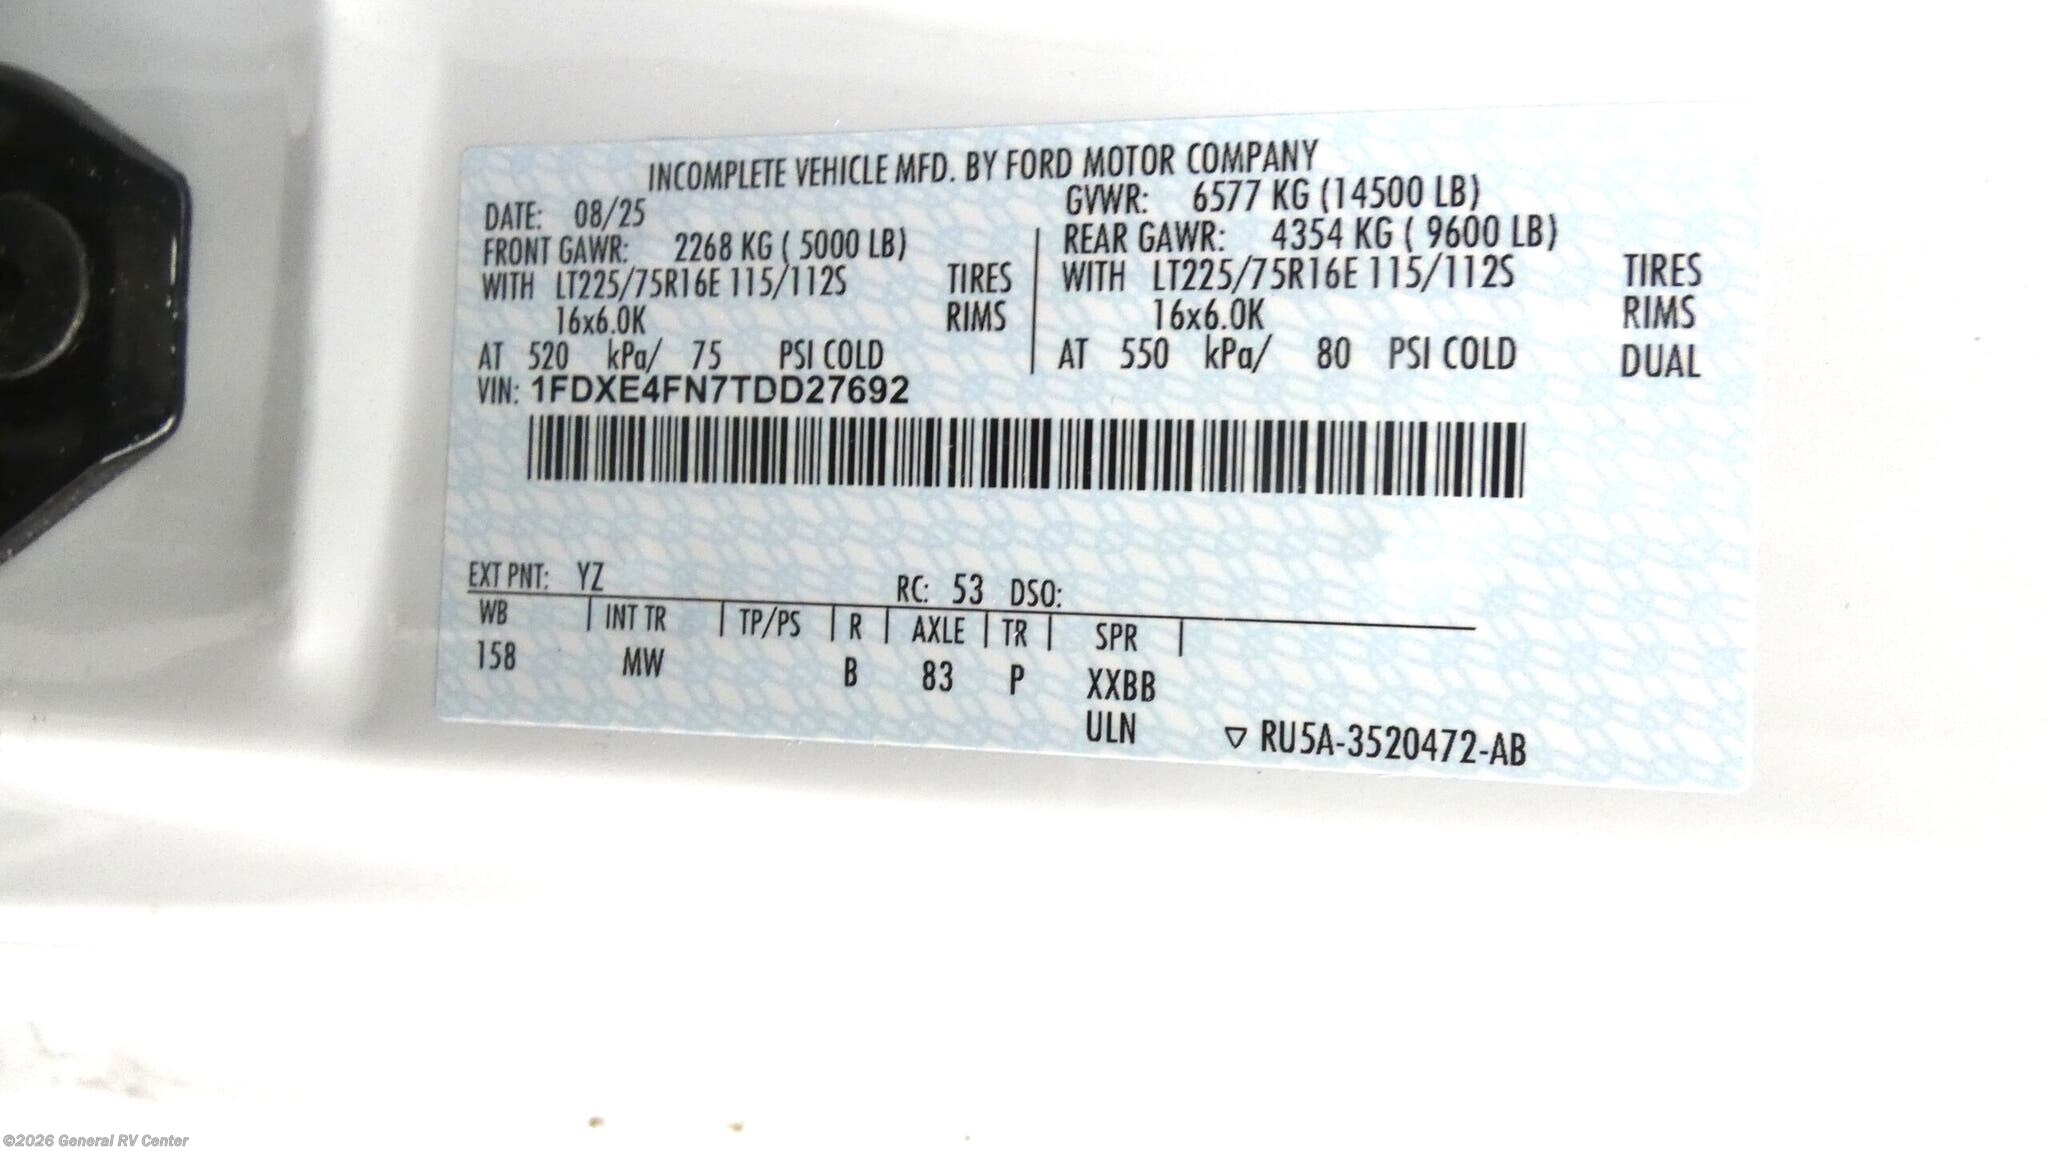 INCOMPLETE VEHICLE MFD. BY FORD MOTOR COMPANY
DATE: 08/25 GVWR: 6577 KG (14500 LB)
FRONT GAWR: 2268 KG ( 5000 LB) REAR GAWR: 4354 KG ( 9600 LB)
WITH LT225/75R16E 115/112S TIRES WITH LT225/75R16E 115/112S TIRES
16x6.0K RIMS 16x6.0K RIMS
AT 520 kPa/ 75 PSI COLD AT 550 kPa/ 80 PSI COLD DUAL
VIN: 1FDXE4FN7TDD27692
EXT PNT: YZ RC: 53 DSO:
WB INT TR TP/PS R AXLE TR SPR
158 MW B 83 P XXBB
ULN ▽ RU5A-3520472-AB
©2026 General RV Center